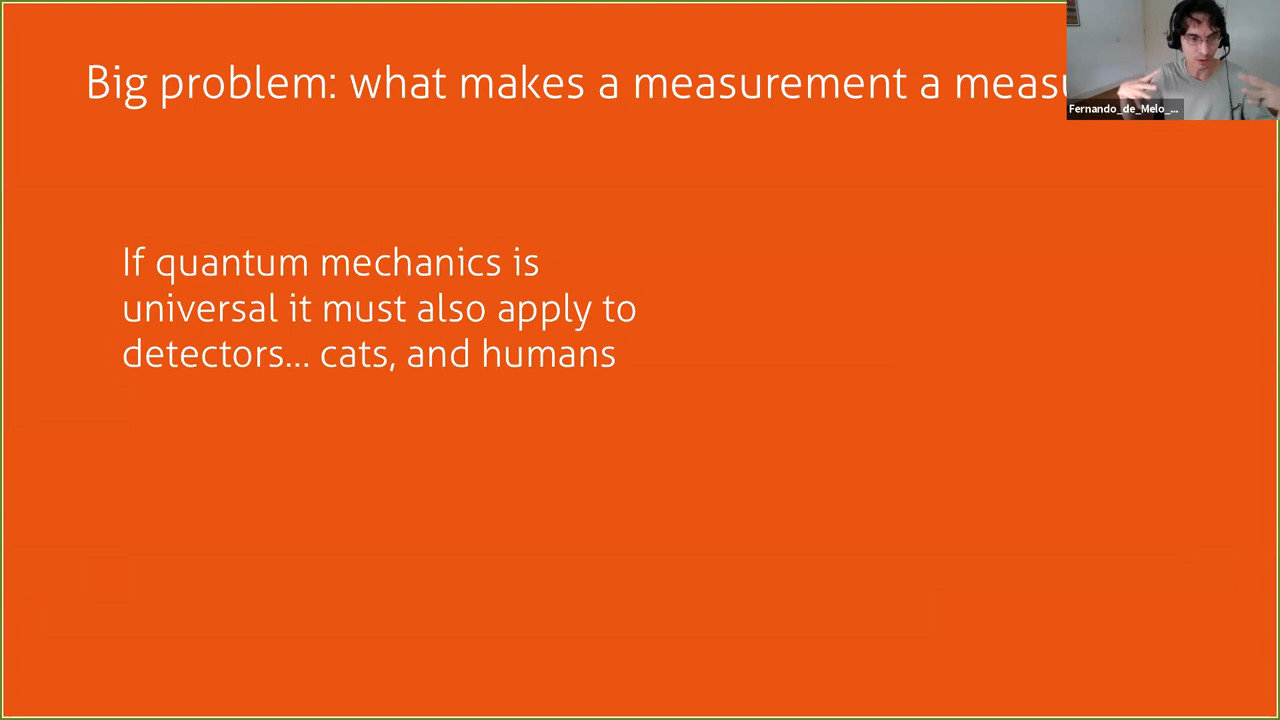 Big problem: what makes a measurement a measu
Fernando_de_Melo_...
If quantum mechanics is
universal it must also apply to
detectors... cats, and humans